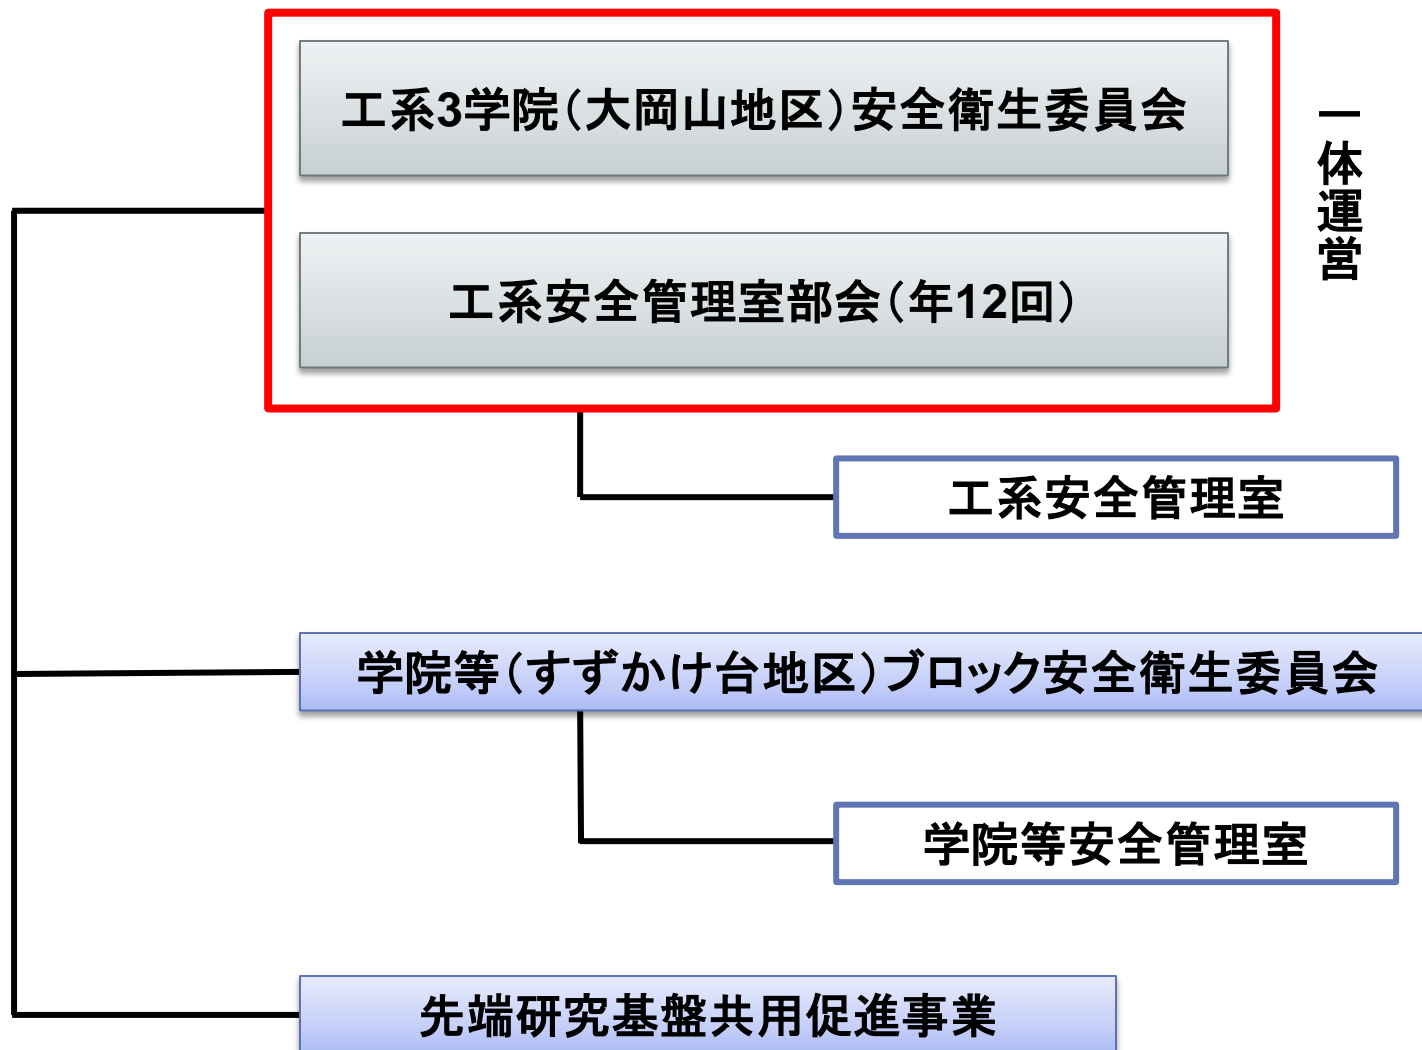 工系3学院（大岡山地区）安全衛生委員会
一体運営
工系安全管理室部会（年12回）
工系安全管理室
学院等（すずかけ台地区）ブロック安全衛生委員会
学院等安全管理室
先端研究基盤共用促進事業